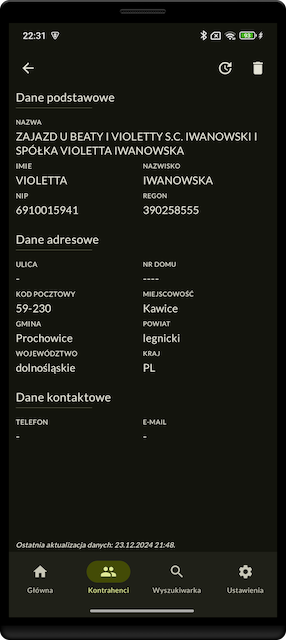 22:31
93
Dane podstawowe
NAZWA
ZAJAZD U BEATY I VIOLETTY S.C. IWANOWSKI I
SPÓŁKA VIOLETTA IWANOWSKA
IMIE NAZWISKO
VIOLETTA IWANOWSKA
NIP REGON
6910015941 390258555
Dane adresowe
ULICA NR DOMU
- ----
KOD POCZTOWY MIEJSCOWOŚĆ
59-230 Kawice
GMINA POWIAT
Prochowice legnicki
WOJEWÓDZTWO KRAJ
dolnośląskie PL
Dane kontaktowe
TELEFON E-MAIL
- -
Ostatnia aktualizacja danych: 23.12.2024 21:48.
Główna Kontrahenci Wyszukiwarka Ustawienia